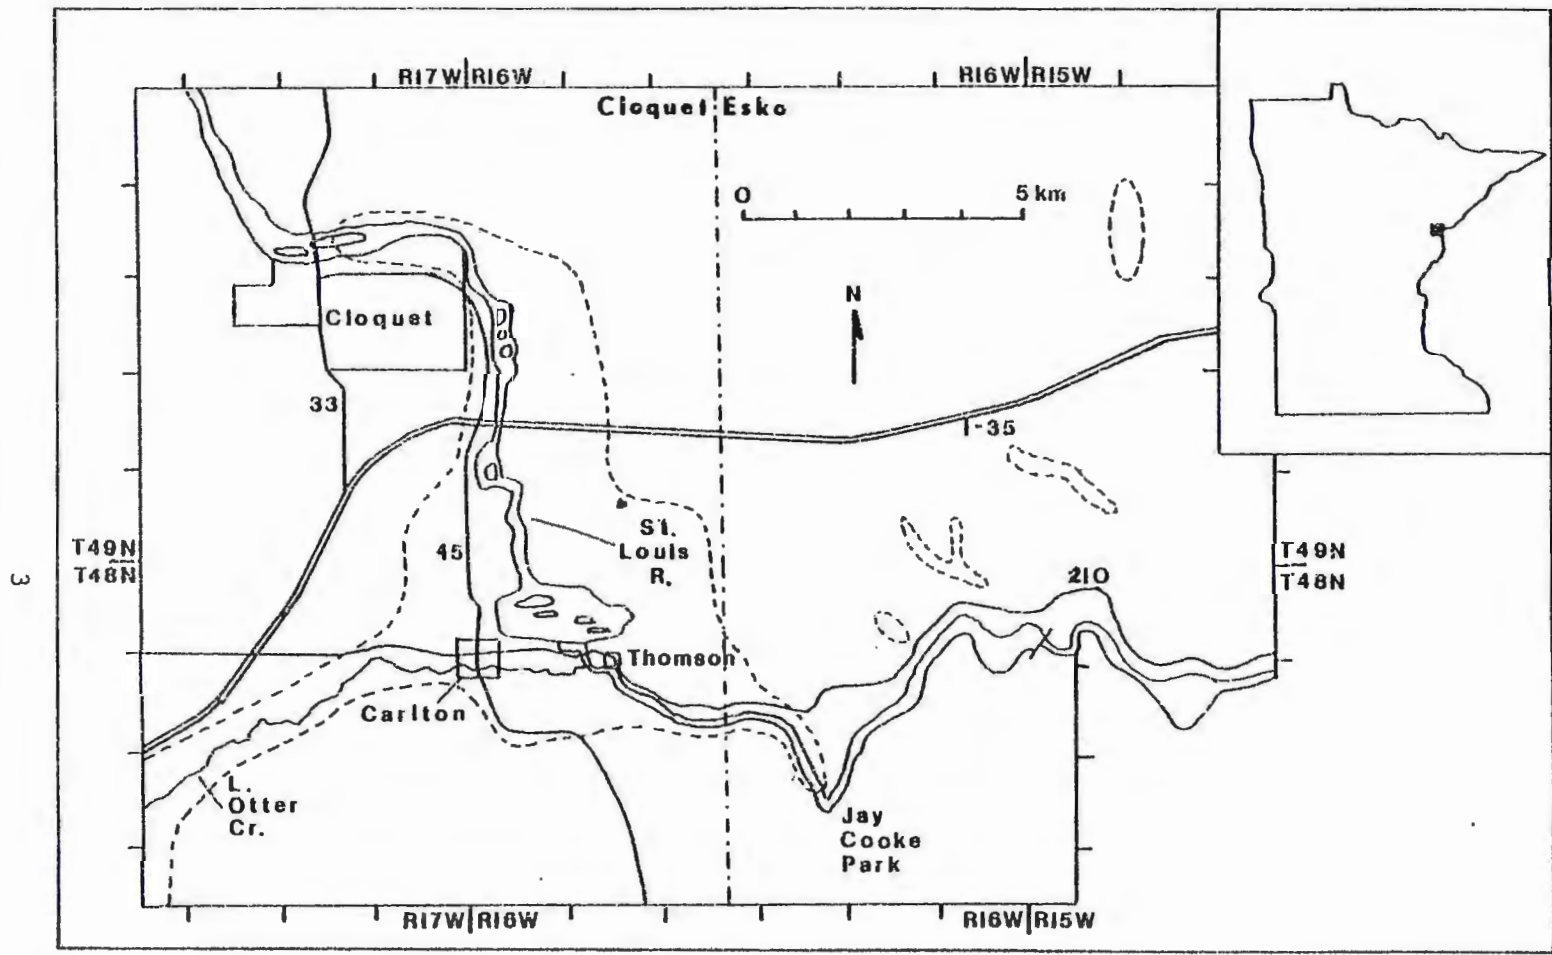 R17W R16W
R16W R15W
Cloquet Esko
0
5 km
N
Cloquet
33
I-35
St.
Louis
R.
45
T49N
T48N
T49N
T48N
210
Thomson
Carlton
L.
Otter
Cr.
Jay
Cooke
Park
R17W R16W
R16W R15W
3